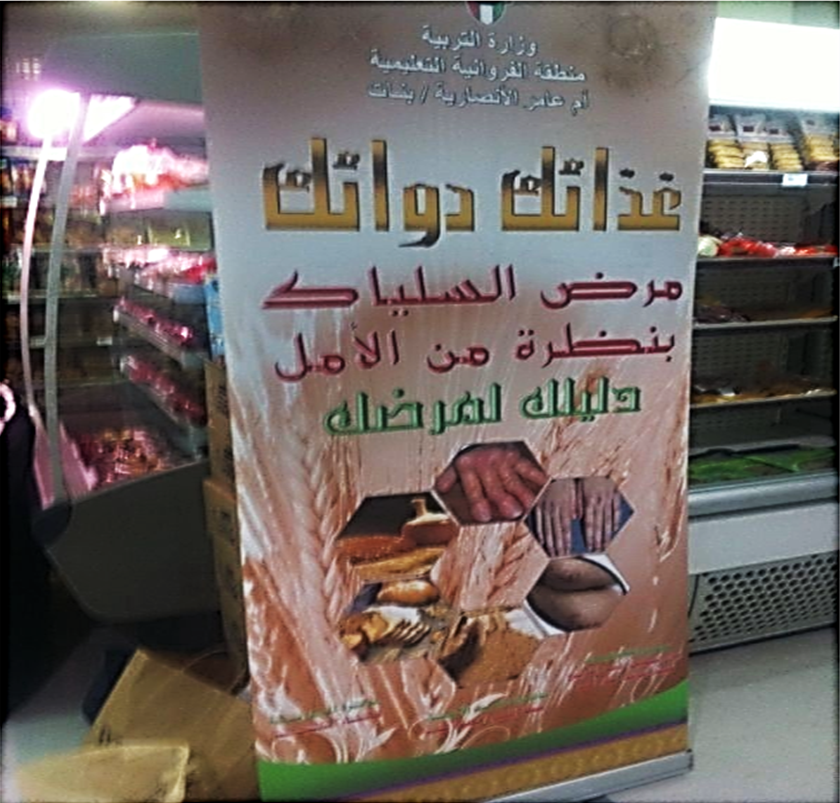 وزارة التربية
منطقة الفروانية التعليمية
أم عامر الأنصارية / بنات
غذائك دوائك
مرض السلياك
بنظرة من الأمل
دليلك لمرضك